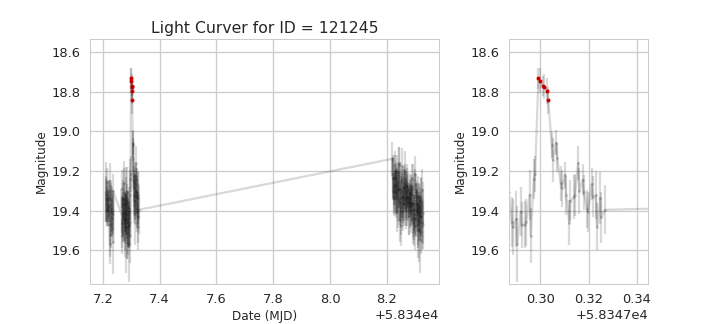 Light Curver for ID = 121245
18.6
18.8
19.0
19.2
19.4
19.6
Magnitude
7.2 7.4 7.6 7.8 8.0 8.2
Date (MJD)
+5.834e4
18.6
18.8
19.0
19.2
19.4
19.6
Magnitude
0.30 0.32 0.34
+5.8347e4